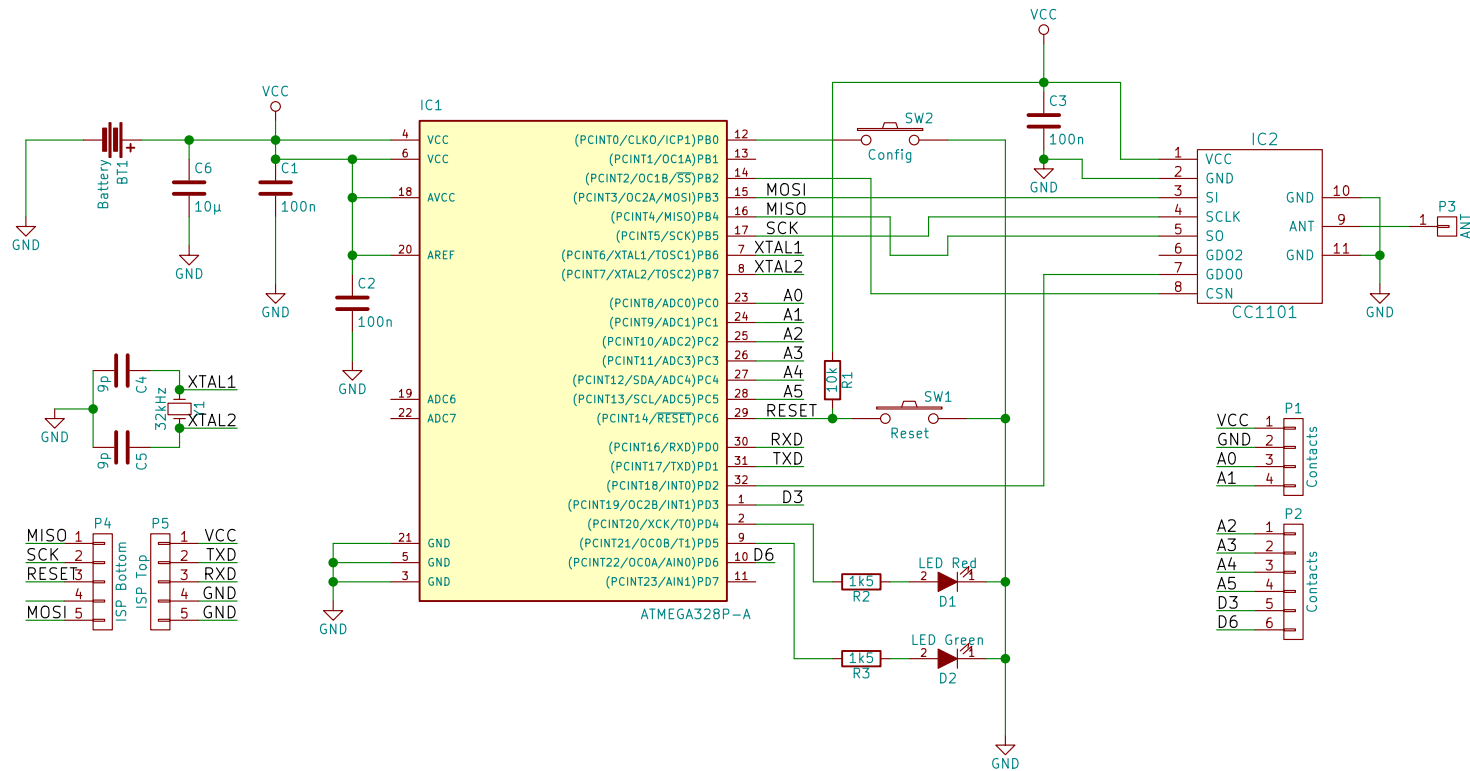 VCC
GND
Battery
BT1
+
C6
10µ
GND
VCC
C1
100n
GND
C2
100n
GND
IC1
4 VCC
6 VCC
18 AVCC
20 AREF
19 ADC6
22 ADC7
21 GND
5 GND
3 GND
GND
(PCINT0/CLKO/ICP1)PB0 12
(PCINT1/OC1A)PB1 13
(PCINT2/OC1B/SS)PB2 14
(PCINT3/OC2A/MOSI)PB3 15 MOSI
(PCINT4/MISO)PB4 16 MISO
(PCINT5/SCK)PB5 17 SCK
(PCINT6/XTAL1/TOSC1)PB6 7 XTAL1
(PCINT7/XTAL2/TOSC2)PB7 8 XTAL2
(PCINT8/ADC0)PC0 23 A0
(PCINT9/ADC1)PC1 24 A1
(PCINT10/ADC2)PC2 25 A2
(PCINT11/ADC3)PC3 26 A3
(PCINT12/SDA/ADC4)PC4 27 A4
(PCINT13/SCL/ADC5)PC5 28 A5
(PCINT14/RESET)PC6 29 RESET
(PCINT16/RXD)PD0 30 RXD
(PCINT17/TXD)PD1 31 TXD
(PCINT18/INT0)PD2 32
(PCINT19/OC2B/INT1)PD3 1 D3
(PCINT20/XCK/T0)PD4 2
(PCINT21/OC0B/T1)PD5 9
(PCINT22/OC0A/AIN0)PD6 10 D6
(PCINT23/AIN1)PD7 11
ATMEGA328P-A
SW2
Config
10k
R1
SW1
Reset
C3
100n
GND
IC2
1 VCC
2 GND
3 SI
4 SCLK
5 SO
6 GDO2
7 GDO0
8 CSN
GND 10
ANT 9
GND 11
CC1101
GND
P3
1
ANT
9p
C4
9p
C5
GND
32kHz
Y1
XTAL1
XTAL2
P4
MISO 1
SCK 2
RESET 3
4
MOSI 5
ISP Bottom
P5
1 VCC
2 TXD
3 RXD
4 GND
5 GND
ISP Top
1k5
R2
LED Red
2 1
D1
LED Green
1k5
R3
2 1
D2
GND
P1
VCC 1
GND 2
A0 3
A1 4
Contacts
P2
A2 1
A3 2
A4 3
A5 4
D3 5
D6 6
Contacts